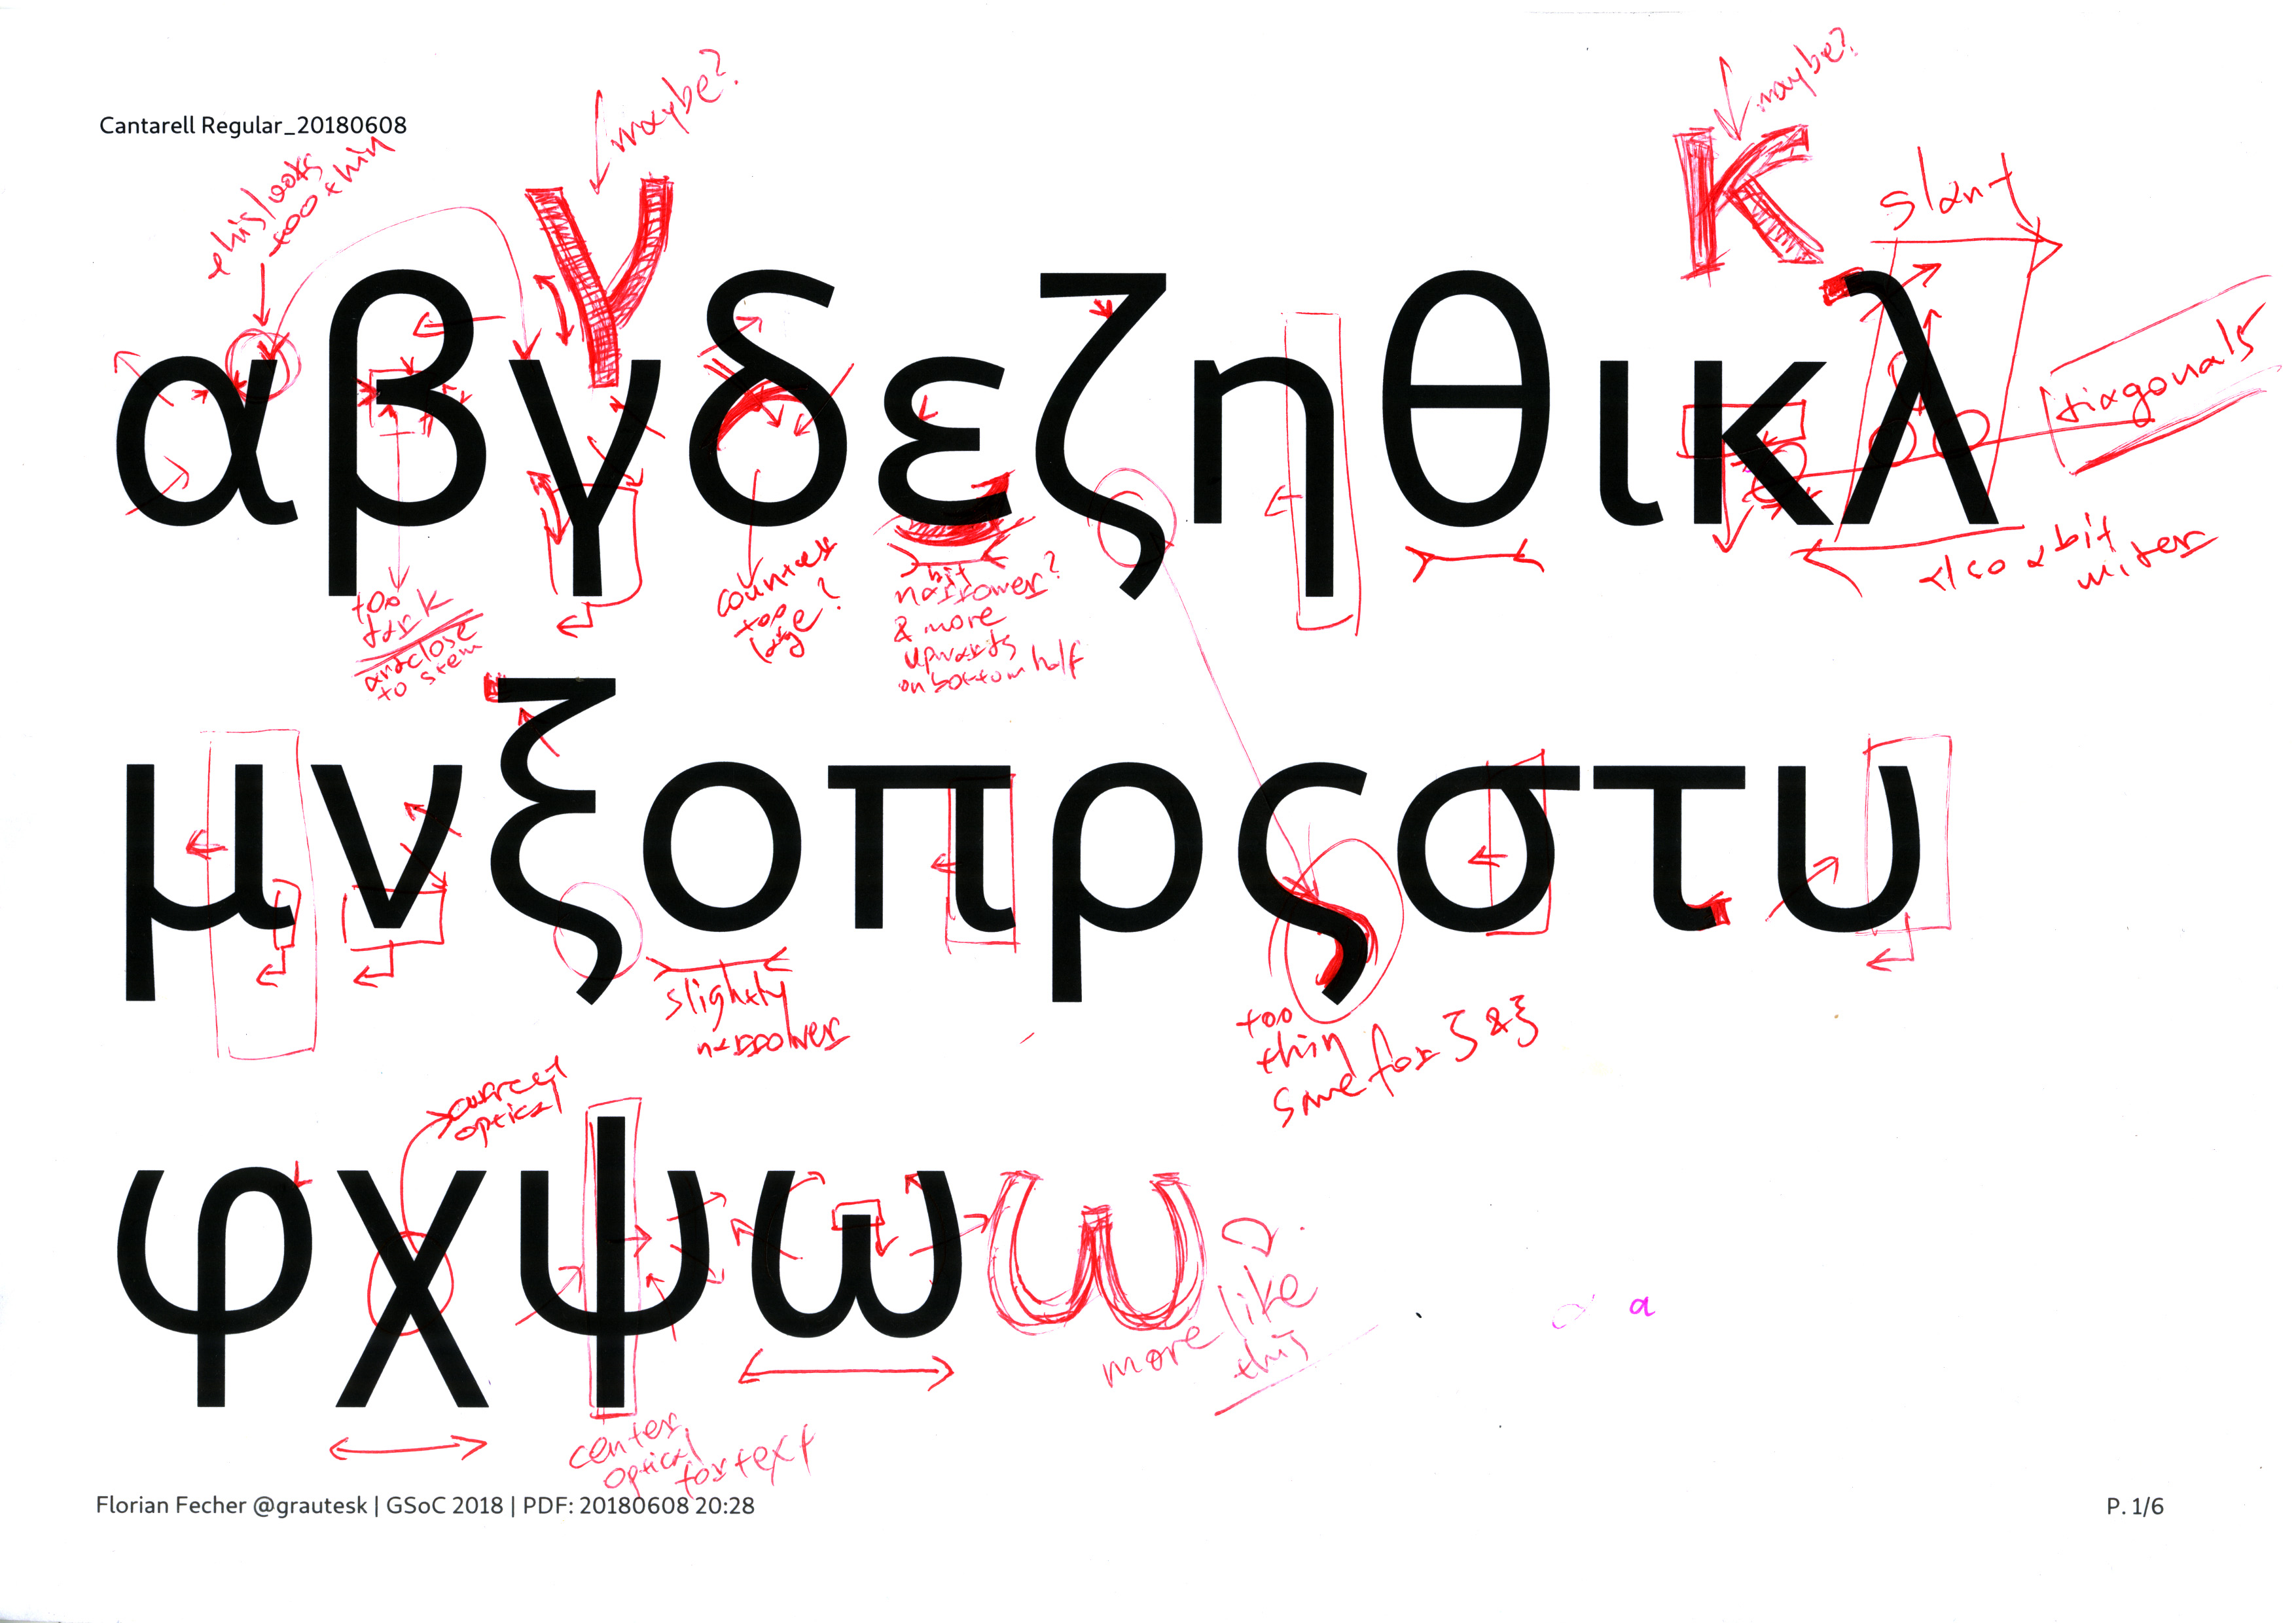 maybe?
maybe?
Cantarell Regular_20180608
this looks
too thin
K
slant
αβγδεζηθικλ
diagonals
also a bit
wider
too
dark
and close
to stem
counter
too
large?
bit
narrower?
& more
upwards
on bottom half
μνξοπρςστυ
slightly
narrower
too
thin
same for ζ & ξ
correct
optical
φχψω ω
more like
this
α a
center
optical
for text
Florian Fecher @grautesk | GSoC 2018 | PDF: 20180608 20:28
P. 1/6